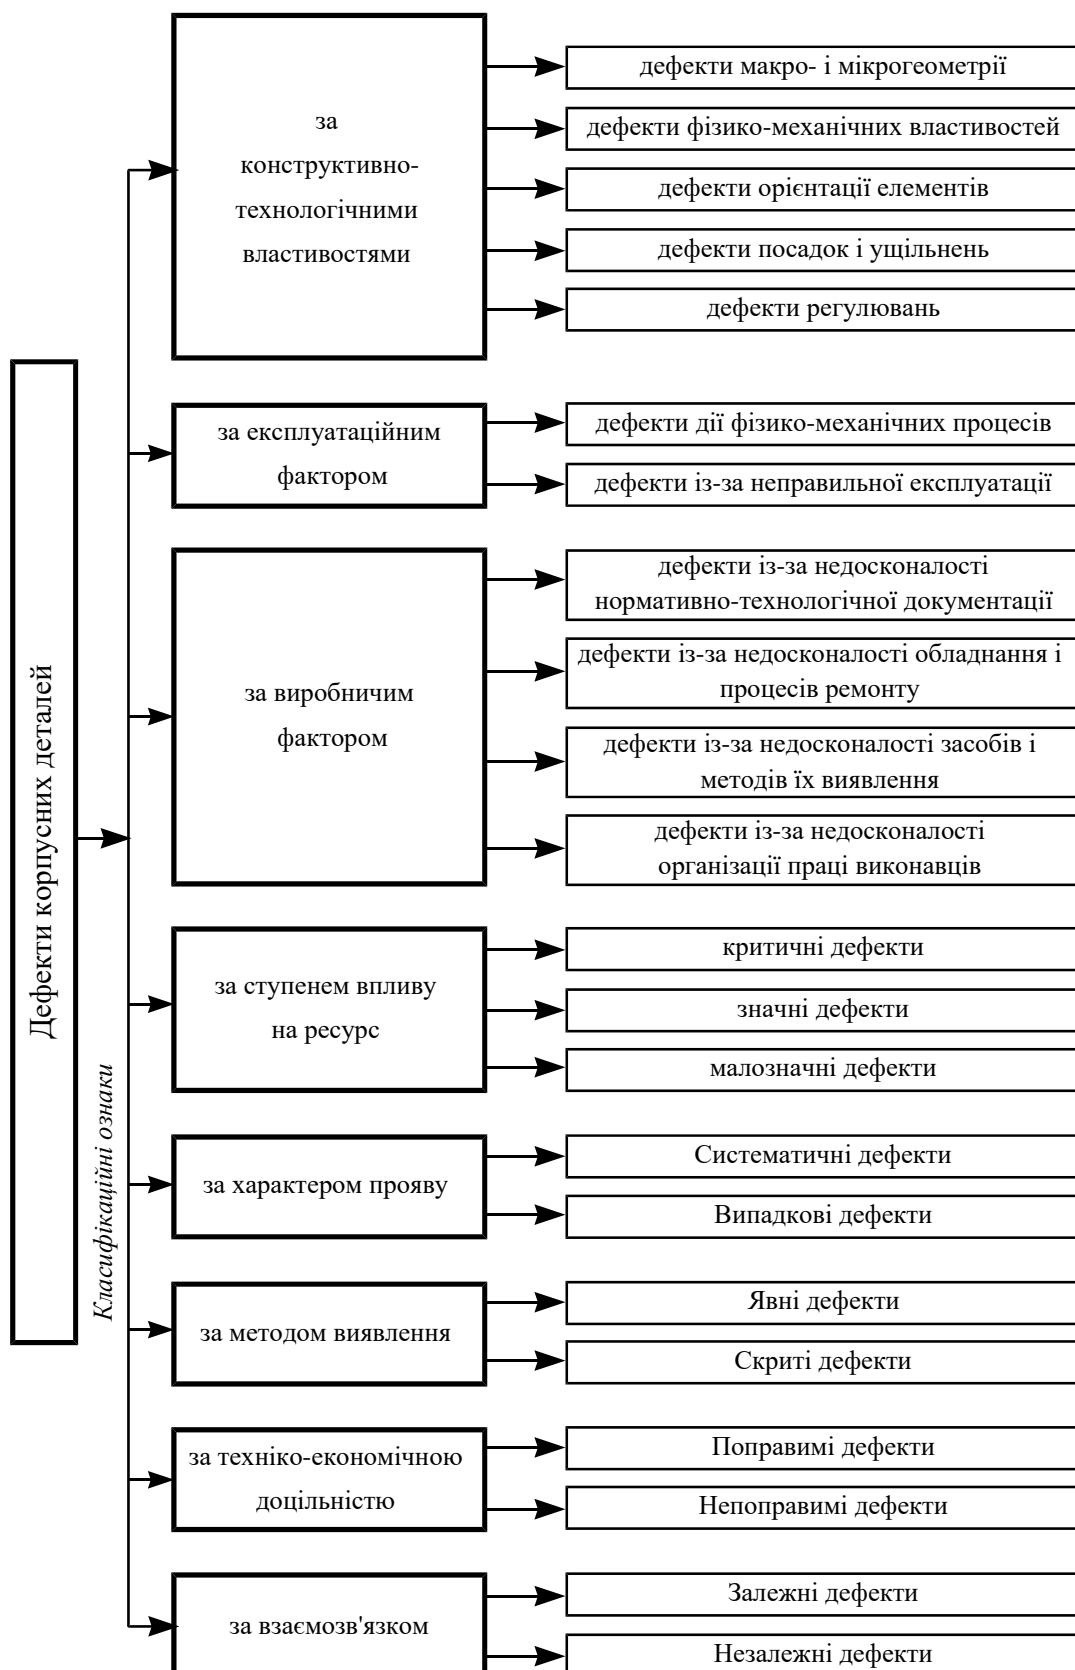 Дефекти корпусних деталей
Класифікаційні ознаки
за
конструктивно-
технологічними
властивостями
дефекти макро- і мікрогеометрії
дефекти фізико-механічних властивостей
дефекти орієнтації елементів
дефекти посадок і ущільнень
дефекти регулювань
за експлуатаційним
фактором
дефекти дії фізико-механічних процесів
дефекти із-за неправильної експлуатації
за виробничим
фактором
дефекти із-за недосконалості
нормативно-технологічної документації
дефекти із-за недосконалості обладнання і
процесів ремонту
дефекти із-за недосконалості засобів і
методів їх виявлення
дефекти із-за недосконалості
організації праці виконавців
за ступенем впливу
на ресурс
критичні дефекти
значні дефекти
малозначні дефекти
за характером прояву
Систематичні дефекти
Випадкові дефекти
за методом виявлення
Явні дефекти
Скриті дефекти
за техніко-економічною
доцільністю
Поправимі дефекти
Непоправимі дефекти
за взаємозв'язком
Залежні дефекти
Незалежні дефекти